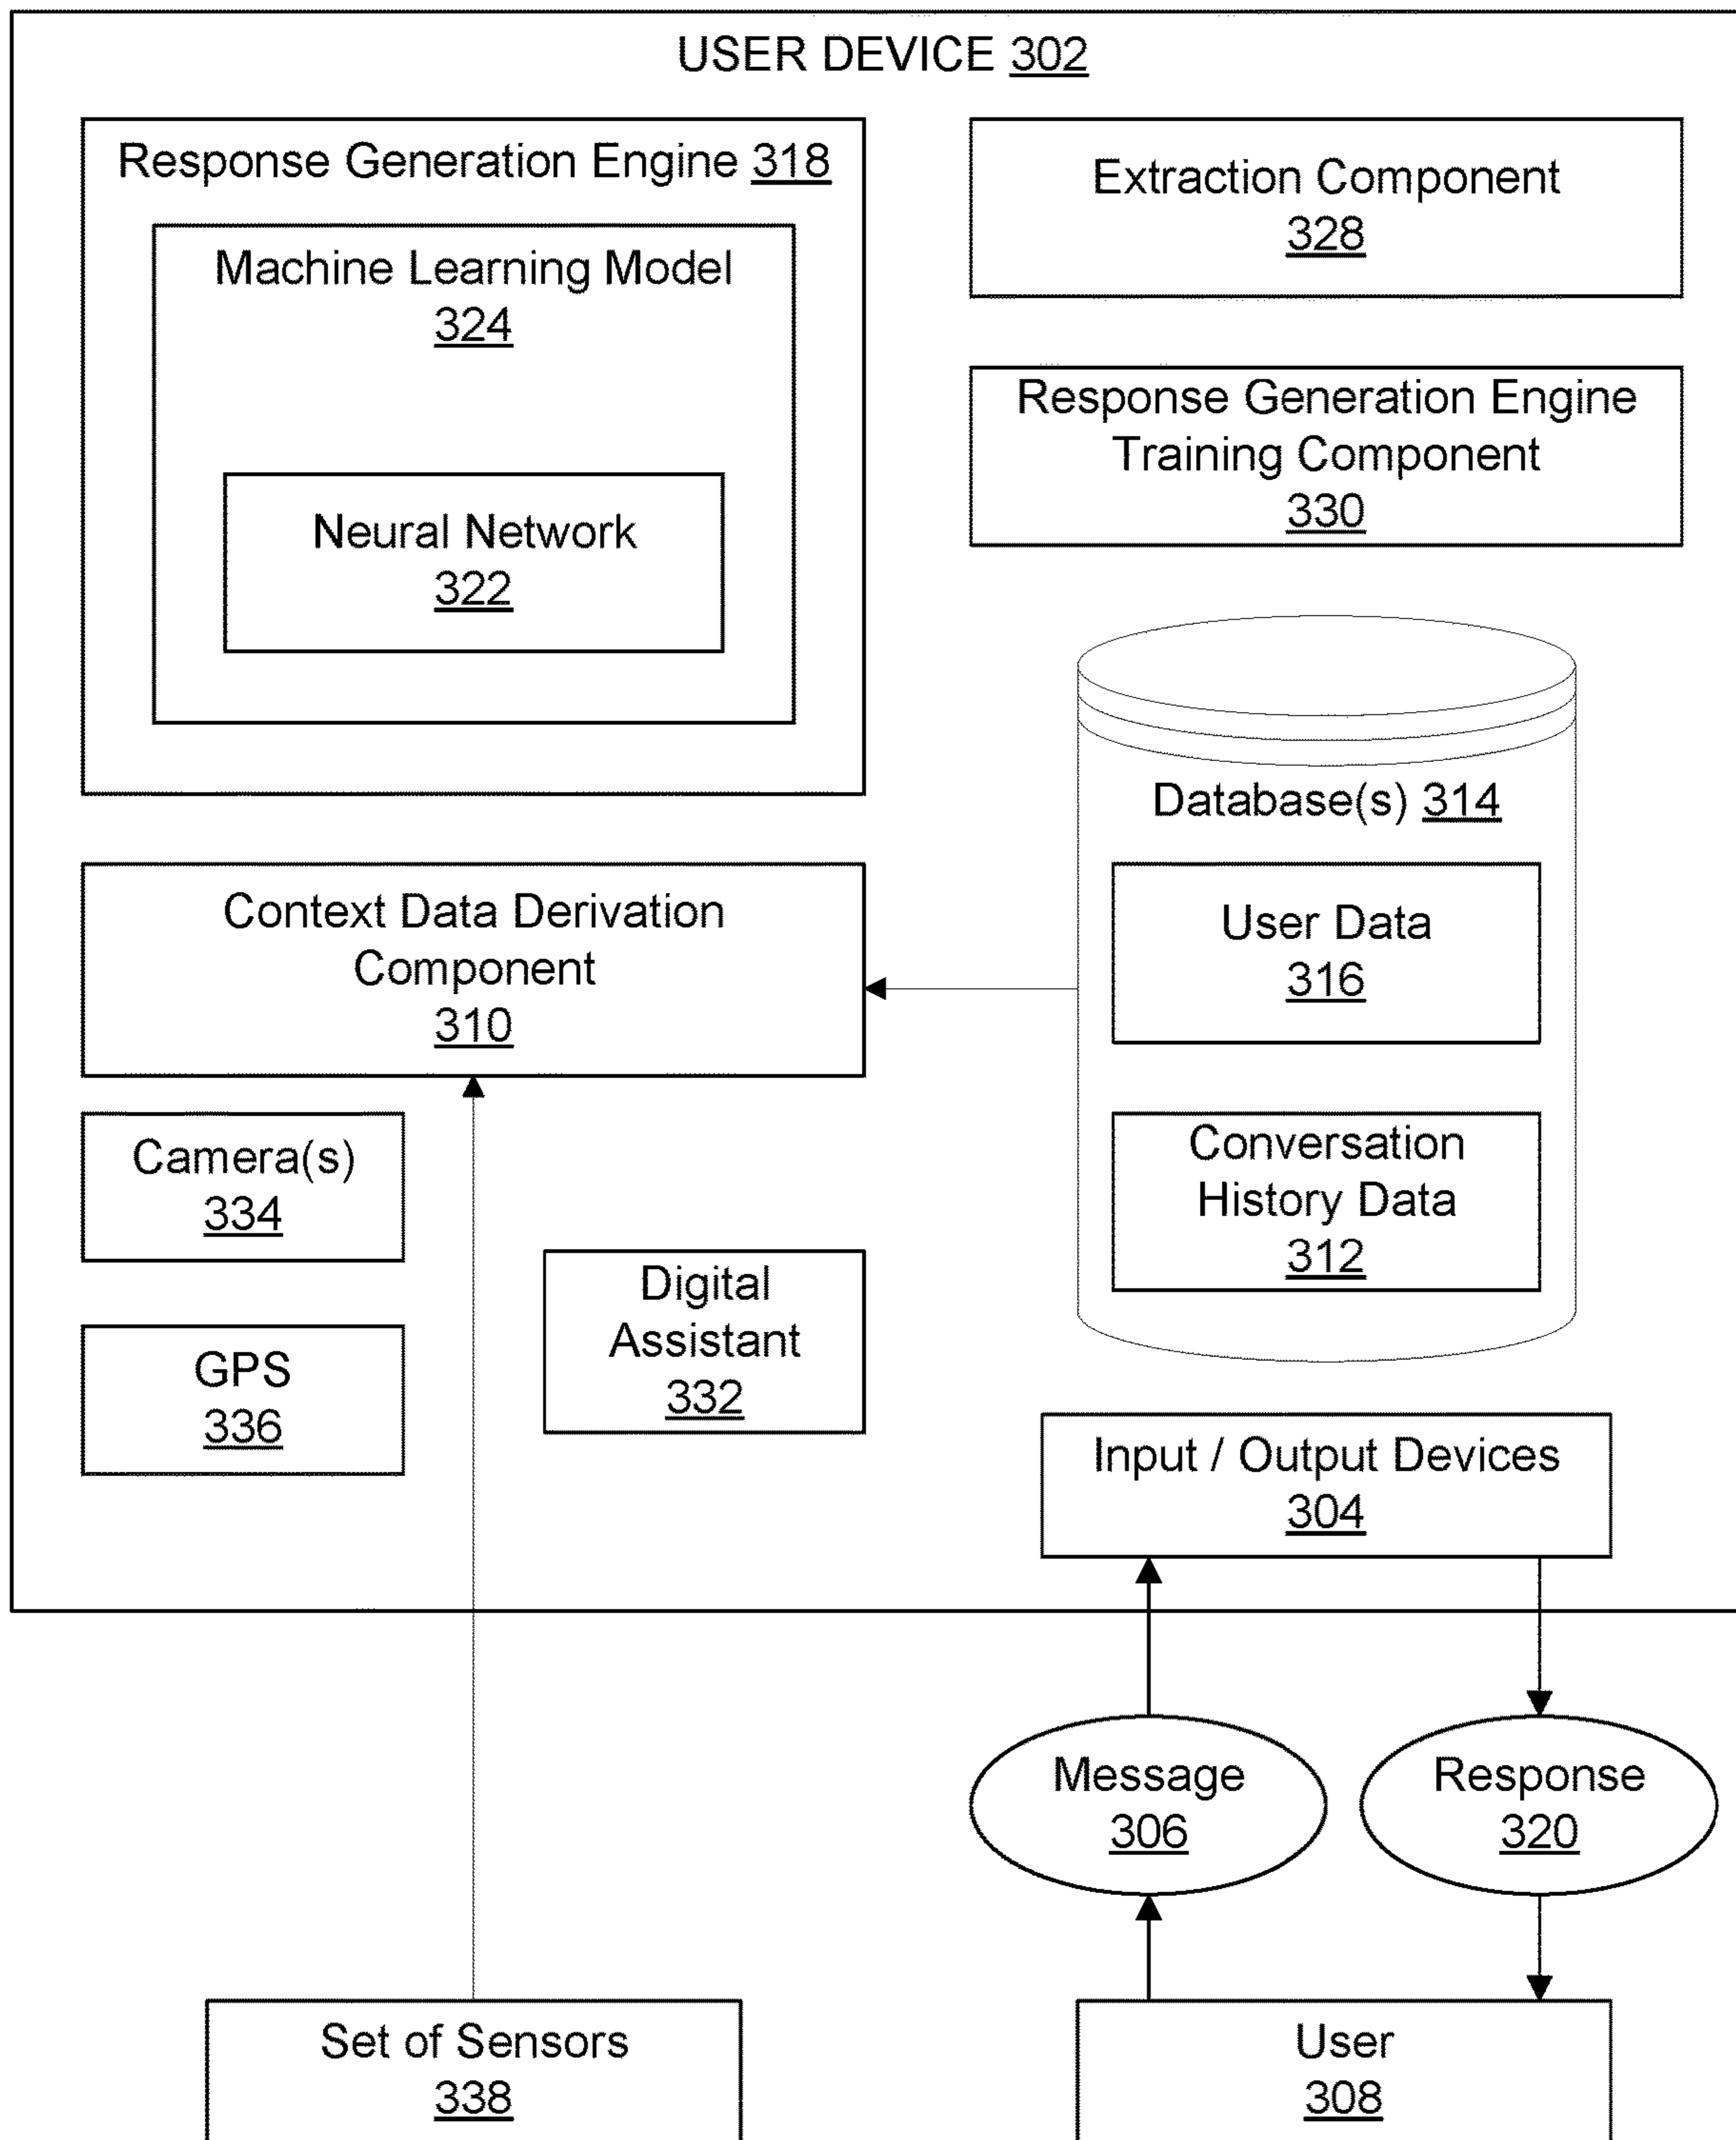 USER DEVICE 302
Response Generation Engine 318
Machine Learning Model
324
Neural Network
322
Extraction Component
328
Response Generation Engine
Training Component
330
Database(s) 314
User Data
316
Conversation
History Data
312
Context Data Derivation
Component
310
Camera(s)
334
GPS
336
Digital
Assistant
332
Input / Output Devices
304
Message
306
Response
320
Set of Sensors
338
User
308